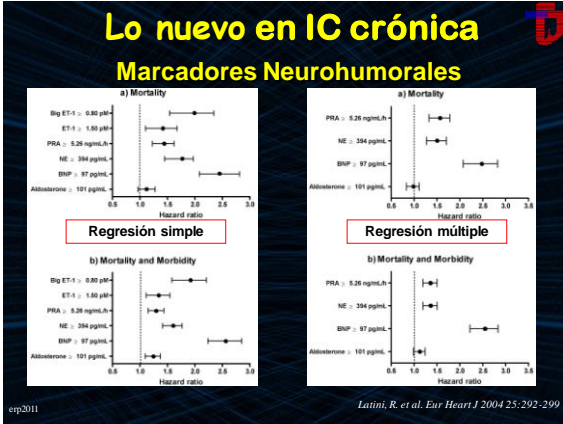 Lo nuevo en IC crónica
Marcadores Neurohumorales
a) Mortality
Big ET-1 ≥ 0.80 pM
ET-1 ≥ 1.50 pM
PRA ≥ 5.26 ng/mL/h
NE ≥ 394 pg/mL
BNP ≥ 97 pg/mL
Aldosterone ≥ 101 pg/mL
0.5 1.0 1.5 2.0 2.5 3.0
Hazard ratio
Regresión simple
b) Mortality and Morbidity
Big ET-1 ≥ 0.80 pM
ET-1 ≥ 1.50 pM
PRA ≥ 5.26 ng/mL/h
NE ≥ 394 pg/mL
BNP ≥ 97 pg/mL
Aldosterone ≥ 101 pg/mL
0.5 1.0 1.5 2.0 2.5 3.0
Hazard ratio
a) Mortality
PRA ≥ 5.26 ng/mL/h
NE ≥ 394 pg/mL
BNP ≥ 97 pg/mL
Aldosterone ≥ 101 pg/mL
0.5 1.0 1.5 2.0 2.5 3.0 3.5
Hazard ratio
Regresión múltiple
b) Mortality and Morbidity
PRA ≥ 5.26 ng/mL/h
NE ≥ 394 pg/mL
BNP ≥ 97 pg/mL
Aldosterone ≥ 101 pg/mL
0.5 1.0 1.5 2.0 2.5 3.0 3.5
Hazard ratio
erp2011
Latini, R. et al. Eur Heart J 2004 25:292-299